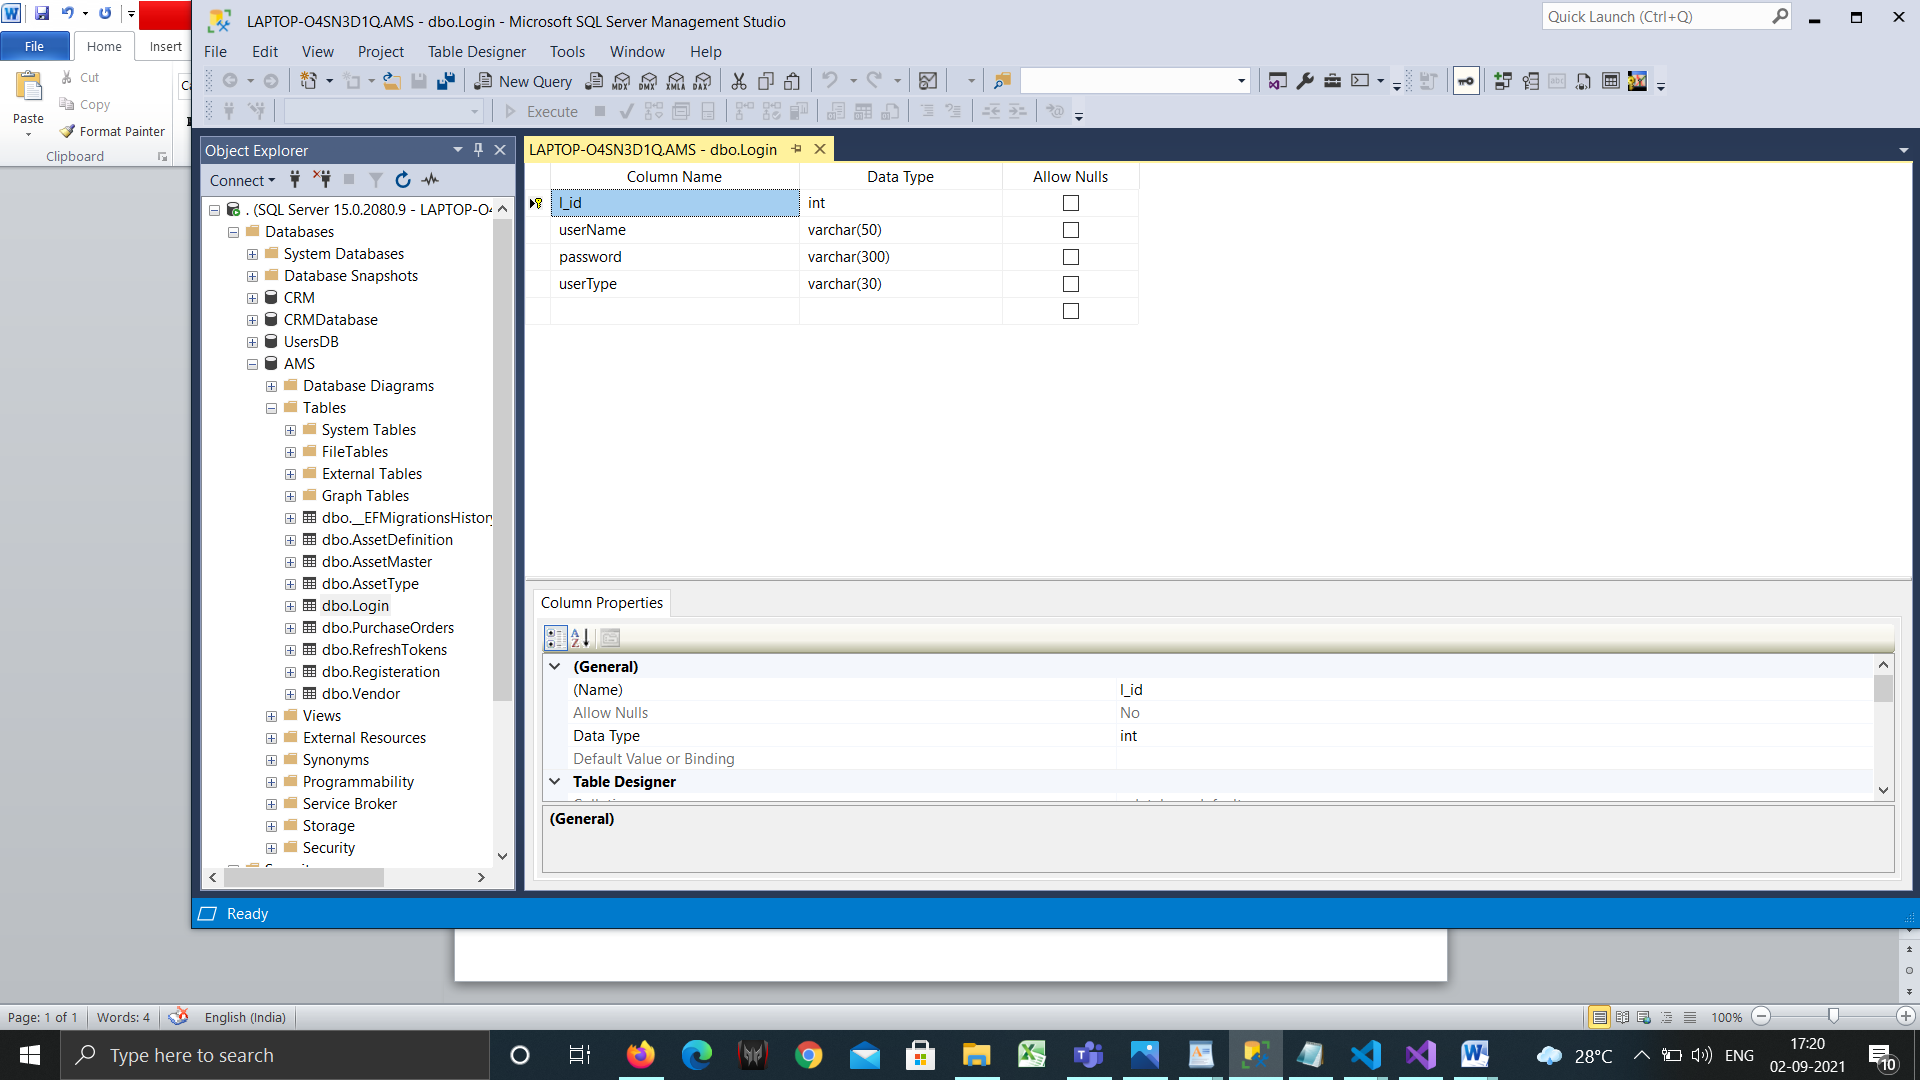 LAPTOP-O4SN3D1Q.AMS - dbo.Login - Microsoft SQL Server Management Studio
Quick Launch (Ctrl+Q)
File Home Insert
File Edit View Project Table Designer Tools Window Help
Cut
Copy
Paste
Format Painter
Clipboard
New Query
MDX DMX XMLA DAX
Execute
Object Explorer
Connect
. (SQL Server 15.0.2080.9 - LAPTOP-O4
Databases
System Databases
Database Snapshots
CRM
CRMDatabase
UsersDB
AMS
Database Diagrams
Tables
System Tables
FileTables
External Tables
Graph Tables
dbo.__EFMigrationsHistory
dbo.AssetDefinition
dbo.AssetMaster
dbo.AssetType
dbo.Login
dbo.PurchaseOrders
dbo.RefreshTokens
dbo.Registeration
dbo.Vendor
Views
External Resources
Synonyms
Programmability
Service Broker
Storage
Security
LAPTOP-O4SN3D1Q.AMS - dbo.Login
Column Name Data Type Allow Nulls
l_id int
userName varchar(50)
password varchar(300)
userType varchar(30)
Column Properties
(General)
(Name) l_id
Allow Nulls No
Data Type int
Default Value or Binding
Table Designer
(General)
Ready
Page: 1 of 1 Words: 4 English (India) 100%
Type here to search
28°C ENG 17:20
02-09-2021
10